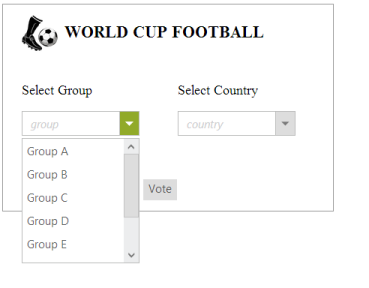 WORLD CUP FOOTBALL
Select Group
Select Country
group
country
Group A
Group B
Group C
Group D
Group E
Vote